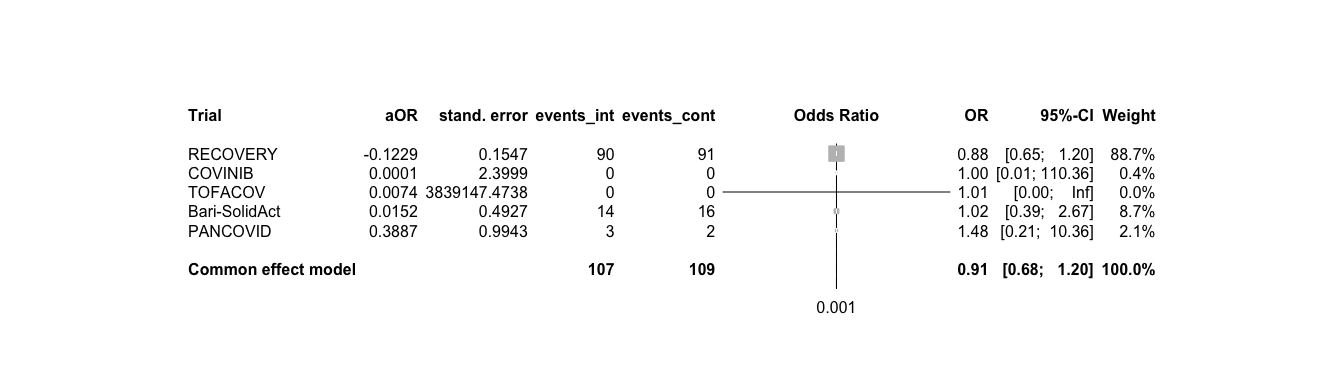 Trial aOR stand. error events_int events_cont Odds Ratio OR 95%-CI Weight
RECOVERY -0.1229 0.1547 90 91 0.88 [0.65; 1.20] 88.7%
COVINIB 0.0001 2.3999 0 0 1.00 [0.01; 110.36] 0.4%
TOFACOV 0.0074 3839147.4738 0 0 1.01 [0.00; Inf] 0.0%
Bari-SolidAct 0.0152 0.4927 14 16 1.02 [0.39; 2.67] 8.7%
PANCOVID 0.3887 0.9943 3 2 1.48 [0.21; 10.36] 2.1%
Common effect model 107 109 0.91 [0.68; 1.20] 100.0%
0.001